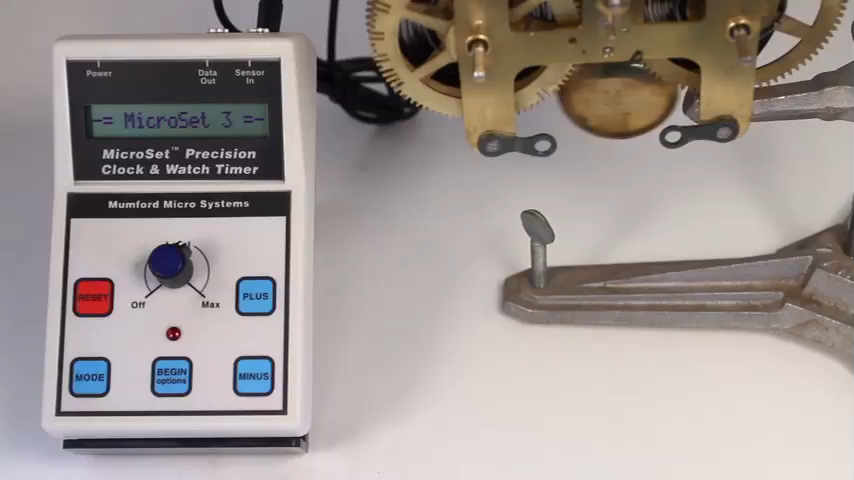 Power
Data Out
Sensor In
-= MicroSet 3 =-
MicroSet™ Precision
Clock & Watch Timer
Mumford Micro Systems
Off
Max
RESET
PLUS
MODE
BEGIN
options
MINUS